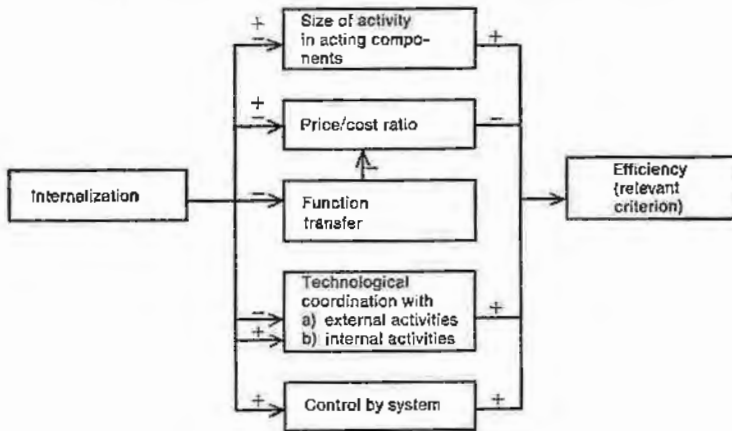 Size of activity
in acting compo-
nents
+
−
+
Price/cost ratio
+
−
−
−
Internalization
Function
transfer
−
Efficiency
(relevant
criterion)
Technological
coordination with
a) external activities
b) internal activities
−
+
+
Control by system
+
+